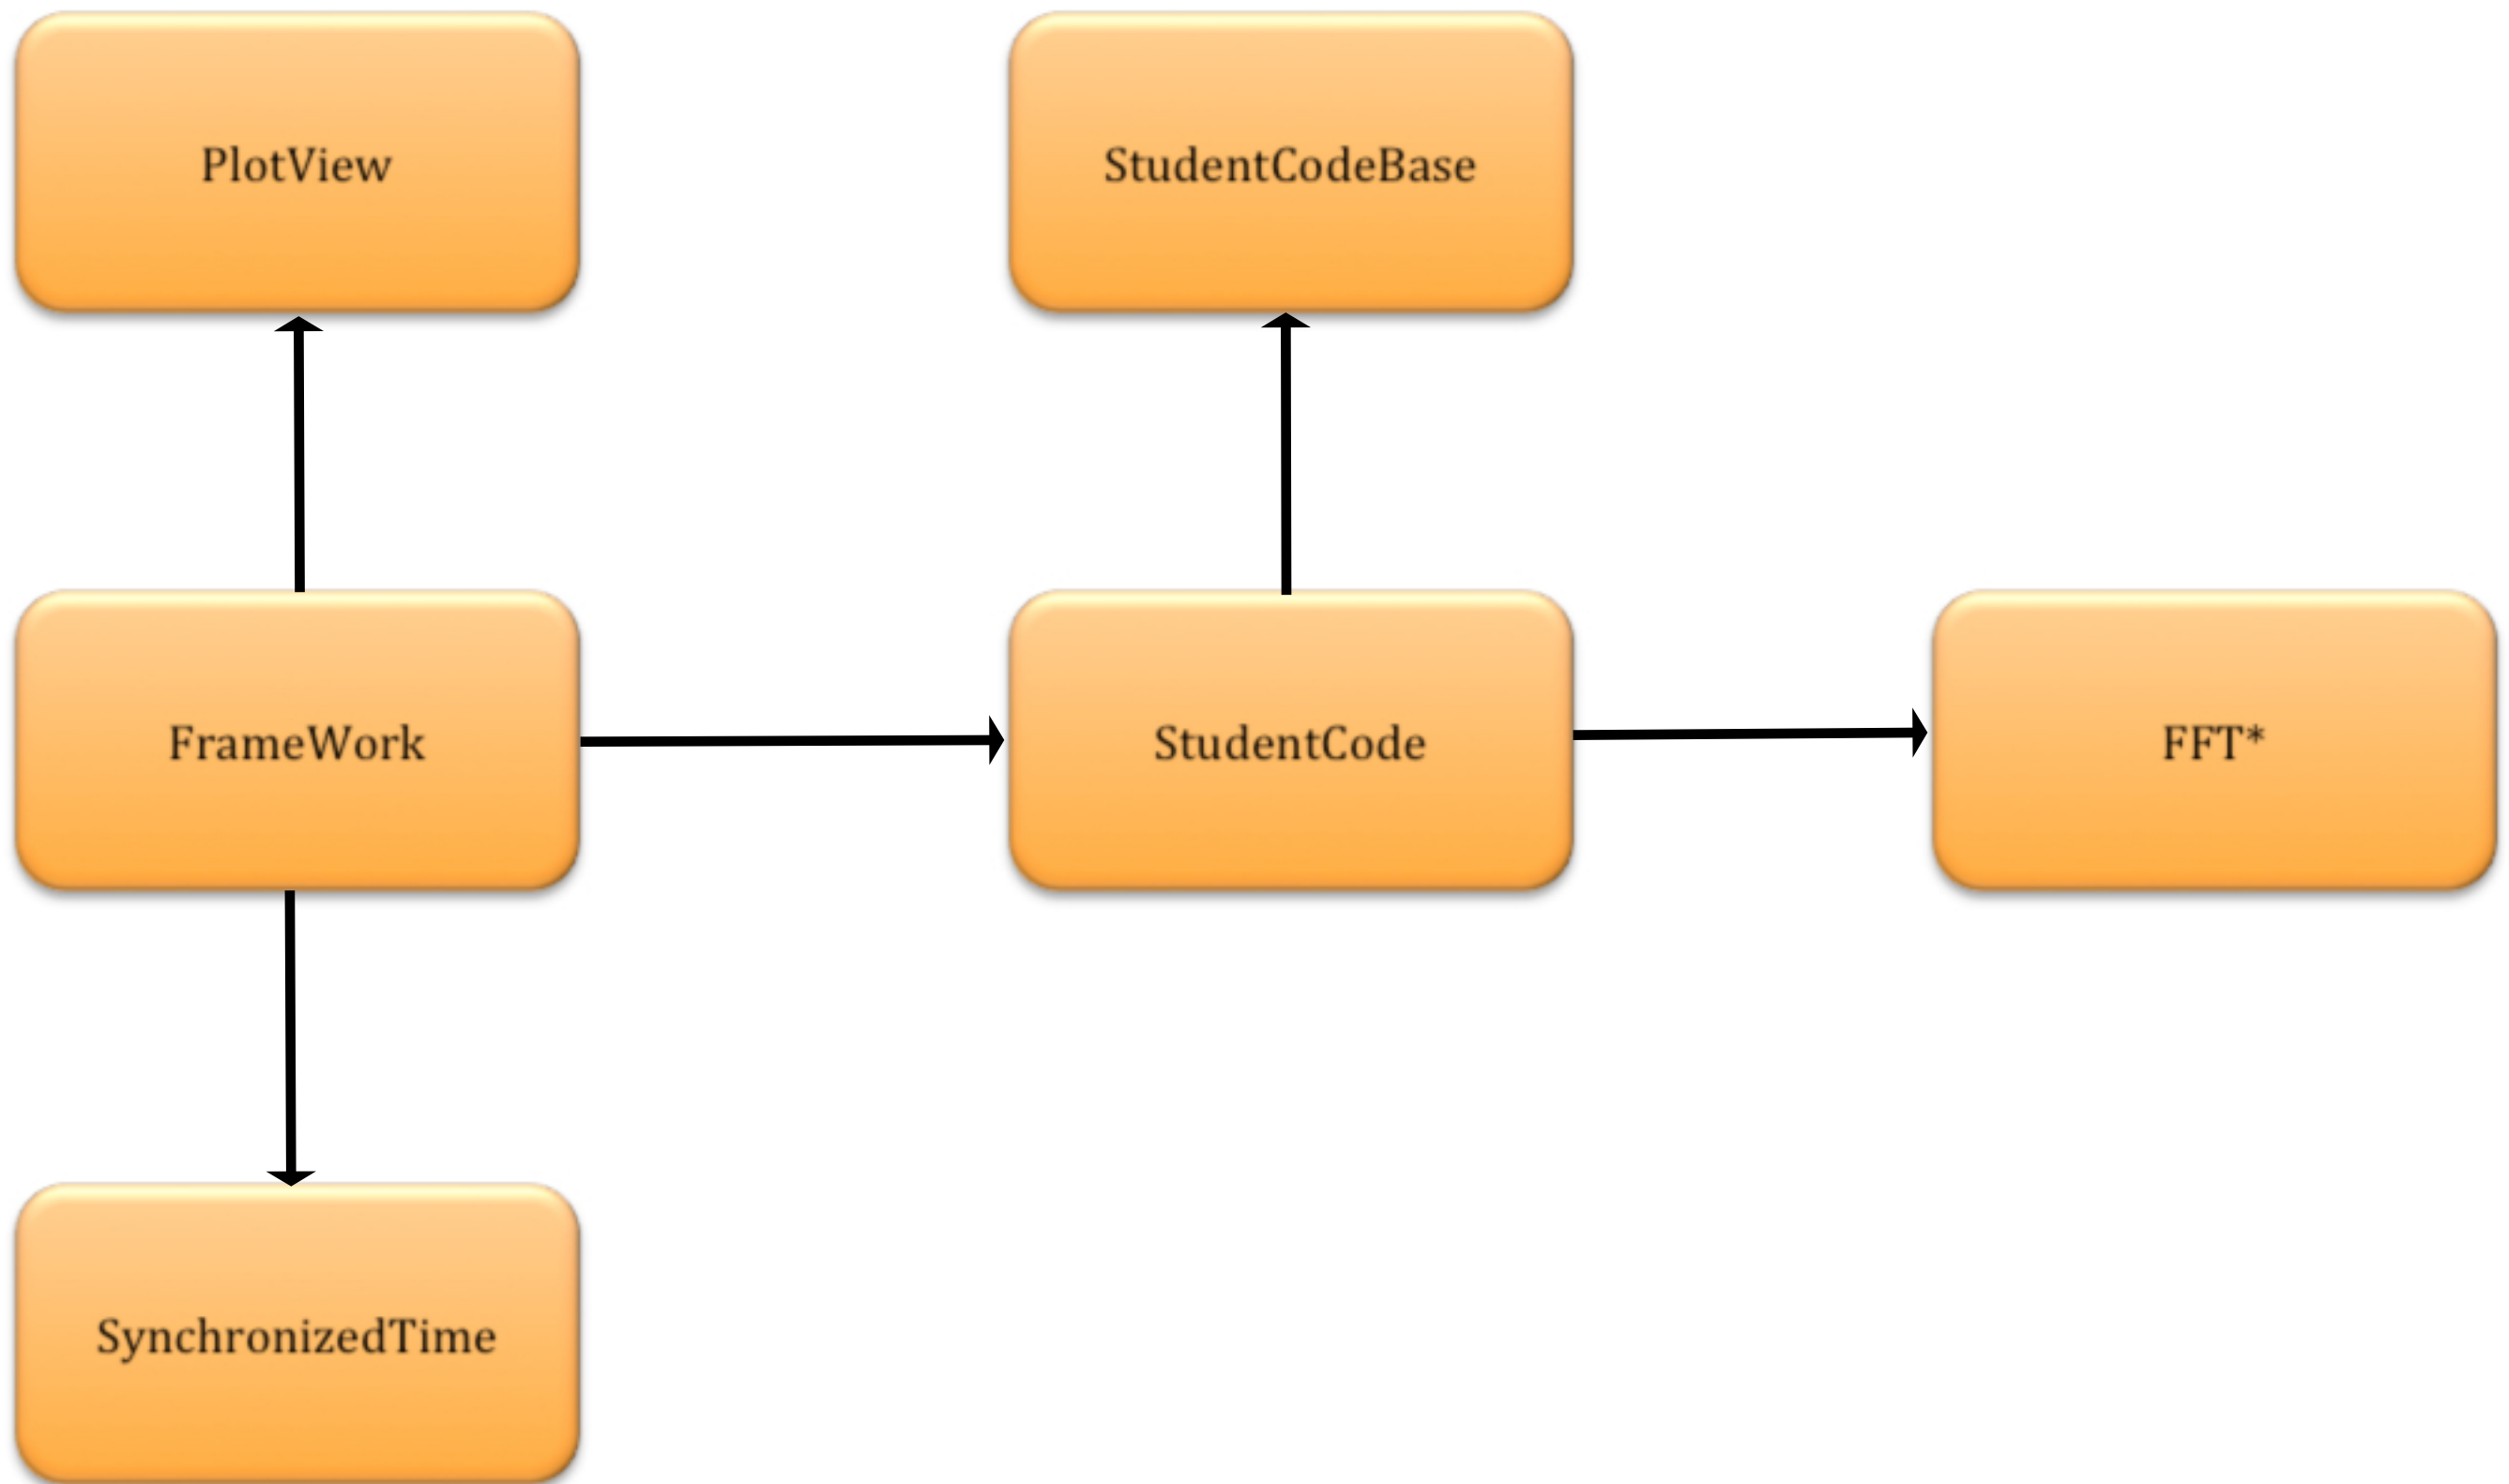 PlotView
StudentCodeBase
FrameWork
StudentCode
FFT*
SynchronizedTime